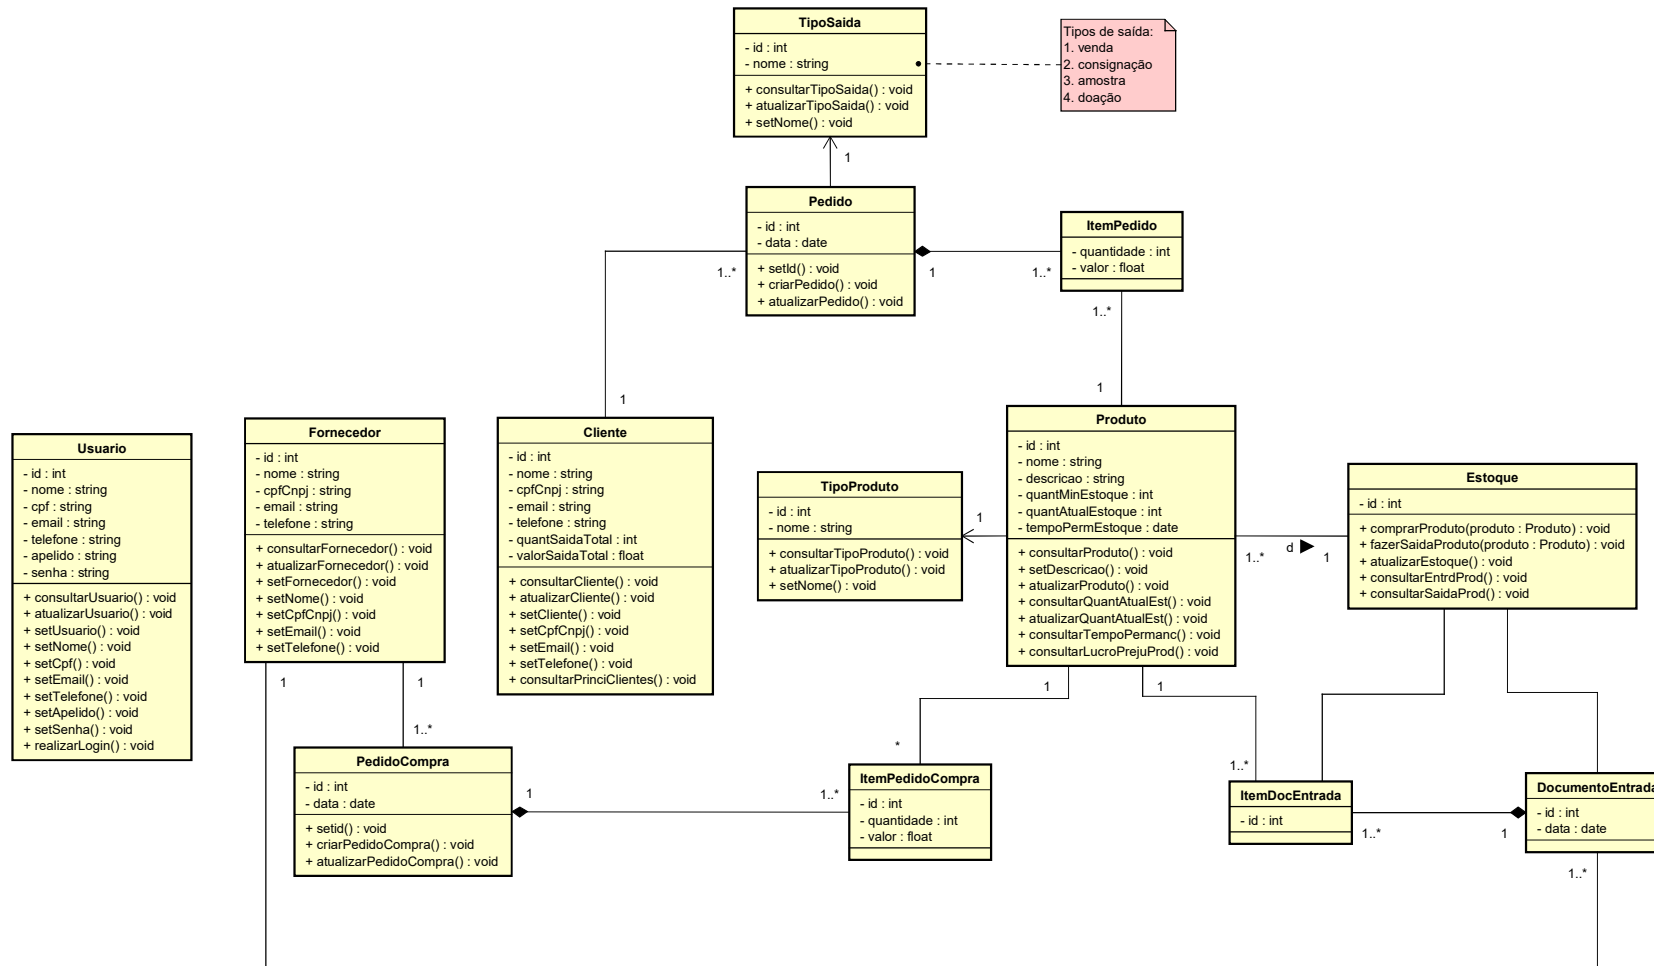 TipoSaida
- id : int
- nome : string
+ consultarTipoSaida() : void
+ atualizarTipoSaida() : void
+ setNome() : void
Tipos de saída:
1. venda
2. consignação
3. amostra
4. doação
1
Pedido
- id : int
- data : date
+ setId() : void
+ criarPedido() : void
+ atualizarPedido() : void
1..*
1
1..*
ItemPedido
- quantidade : int
- valor : float
1..*
1
1
Usuario
- id : int
- nome : string
- cpf : string
- email : string
- telefone : string
- apelido : string
- senha : string
+ consultarUsuario() : void
+ atualizarUsuario() : void
+ setUsuario() : void
+ setNome() : void
+ setCpf() : void
+ setEmail() : void
+ setTelefone() : void
+ setApelido() : void
+ setSenha() : void
+ realizarLogin() : void
Fornecedor
- id : int
- nome : string
- cpfCnpj : string
- email : string
- telefone : string
+ consultarFornecedor() : void
+ atualizarFornecedor() : void
+ setFornecedor() : void
+ setNome() : void
+ setCpfCnpj() : void
+ setEmail() : void
+ setTelefone() : void
1
1
1..*
Cliente
- id : int
- nome : string
- cpfCnpj : string
- email : string
- telefone : string
- quantSaidaTotal : int
- valorSaidaTotal : float
+ consultarCliente() : void
+ atualizarCliente() : void
+ setCliente() : void
+ setCpfCnpj() : void
+ setEmail() : void
+ setTelefone() : void
+ consultarPrinciClientes() : void
TipoProduto
- id : int
- nome : string
+ consultarTipoProduto() : void
+ atualizarTipoProduto() : void
+ setNome() : void
1
Produto
- id : int
- nome : string
- descricao : string
- quantMinEstoque : int
- quantAtualEstoque : int
- tempoPermEstoque : date
+ consultarProduto() : void
+ setDescricao() : void
+ atualizarProduto() : void
+ consultarQuantAtualEst() : void
+ atualizarQuantAtualEst() : void
+ consultarTempoPermanc() : void
+ consultarLucroPrejuProd() : void
1..*
d
1
Estoque
- id : int
+ comprarProduto(produto : Produto) : void
+ fazerSaidaProduto(produto : Produto) : void
+ atualizarEstoque() : void
+ consultarEntrdProd() : void
+ consultarSaidaProd() : void
1
1
*
1..*
PedidoCompra
- id : int
- data : date
+ setid() : void
+ criarPedidoCompra() : void
+ atualizarPedidoCompra() : void
1
1..*
ItemPedidoCompra
- id : int
- quantidade : int
- valor : float
ItemDocEntrada
- id : int
1..*
1
DocumentoEntrada
- id : int
- data : date
1..*